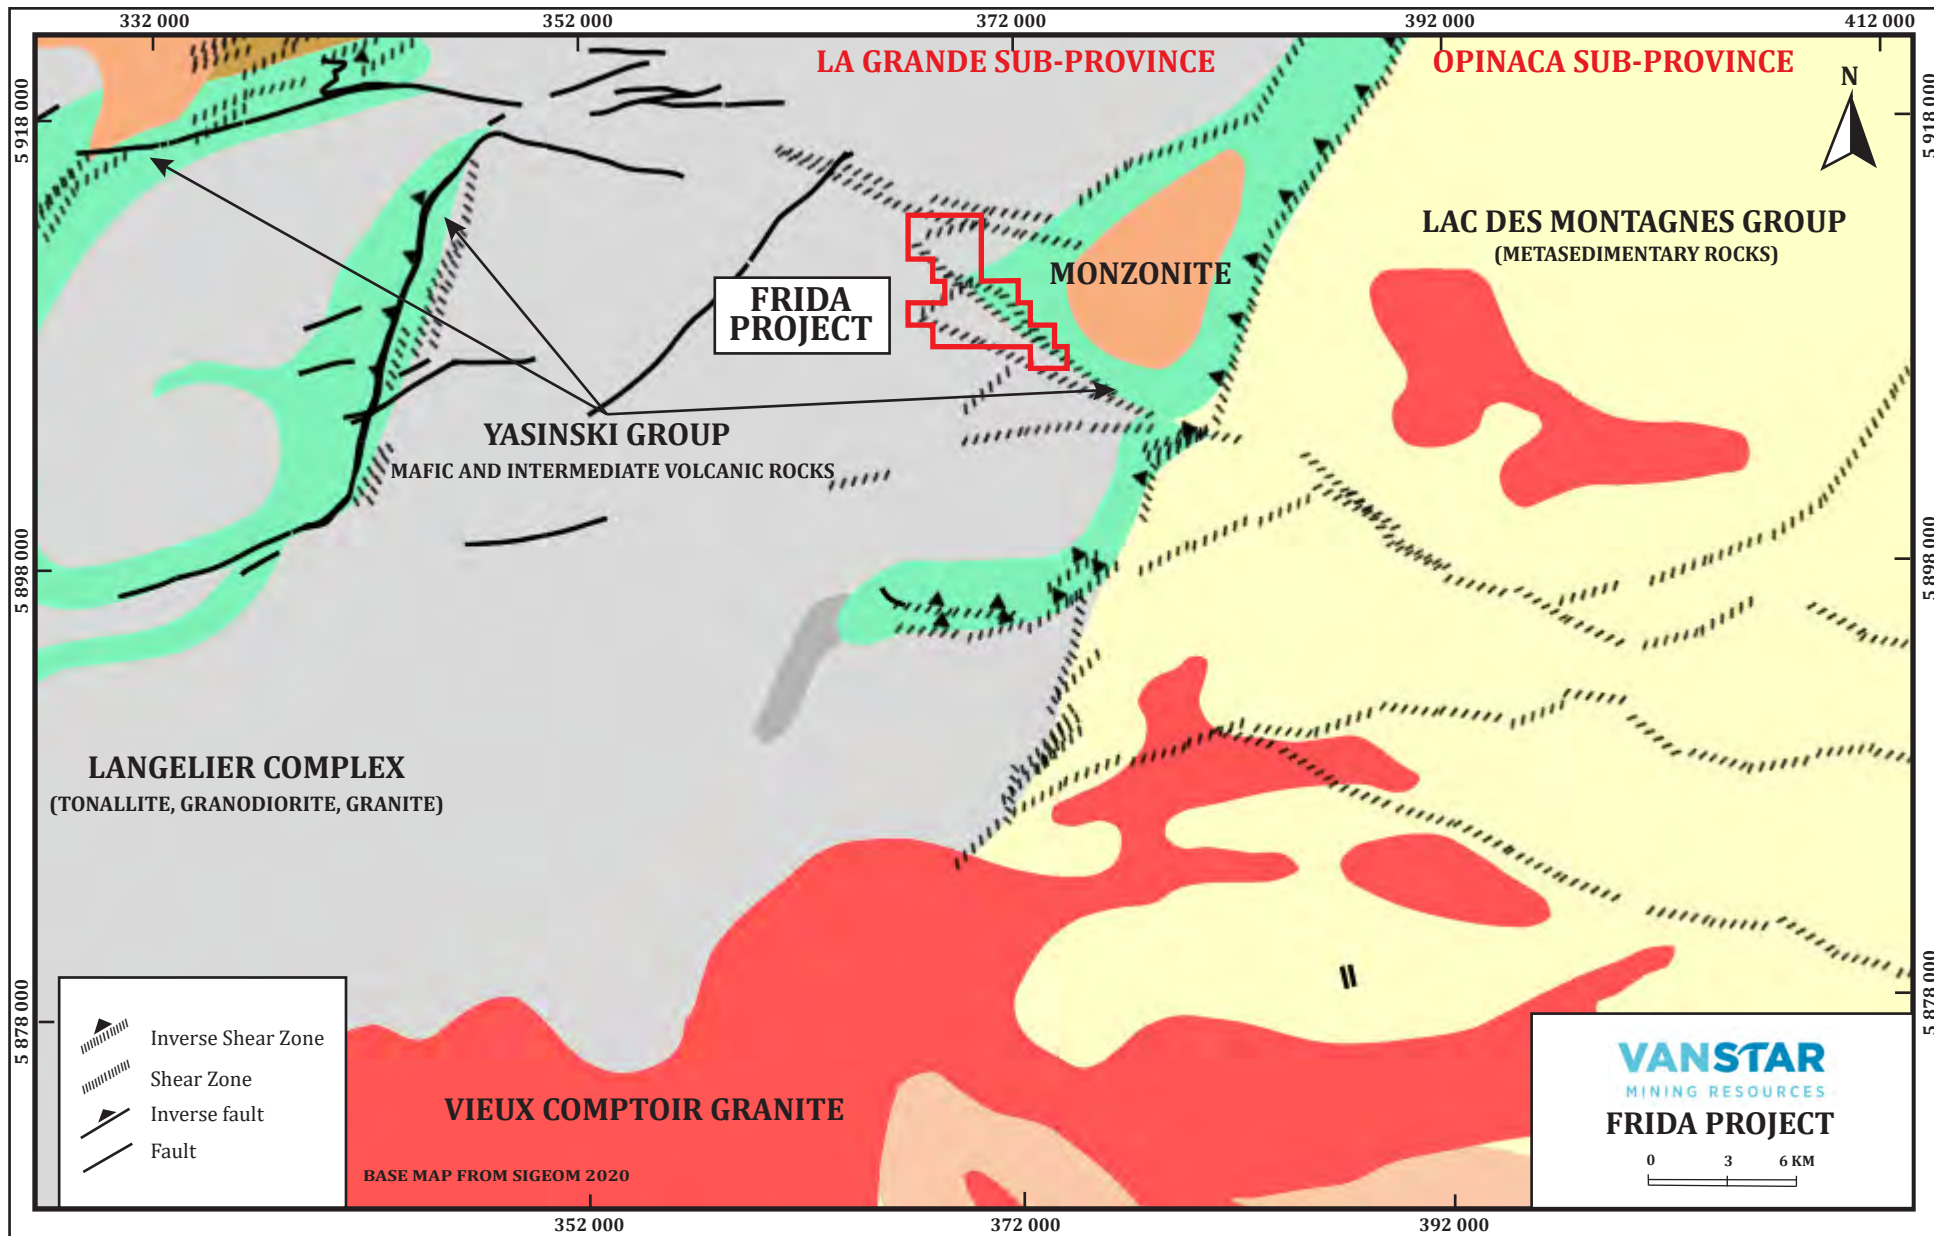 332 000
352 000
372 000
392 000
412 000
LA GRANDE SUB-PROVINCE
OPINACA SUB-PROVINCE
N
5 918 000
5 918 000
LAC DES MONTAGNES GROUP
(METASEDIMENTARY ROCKS)
MONZONITE
FRIDA
PROJECT
YASINSKI GROUP
MAFIC AND INTERMEDIATE VOLCANIC ROCKS
5 898 000
5 898 000
LANGELIER COMPLEX
(TONALLITE, GRANODIORITE, GRANITE)
5 878 000
5 878 000
Inverse Shear Zone
Shear Zone
Inverse fault
Fault
VIEUX COMPTOIR GRANITE
BASE MAP FROM SIGEOM 2020
VANSTAR
MINING RESOURCES
FRIDA PROJECT
0 3 6 KM
352 000
372 000
392 000